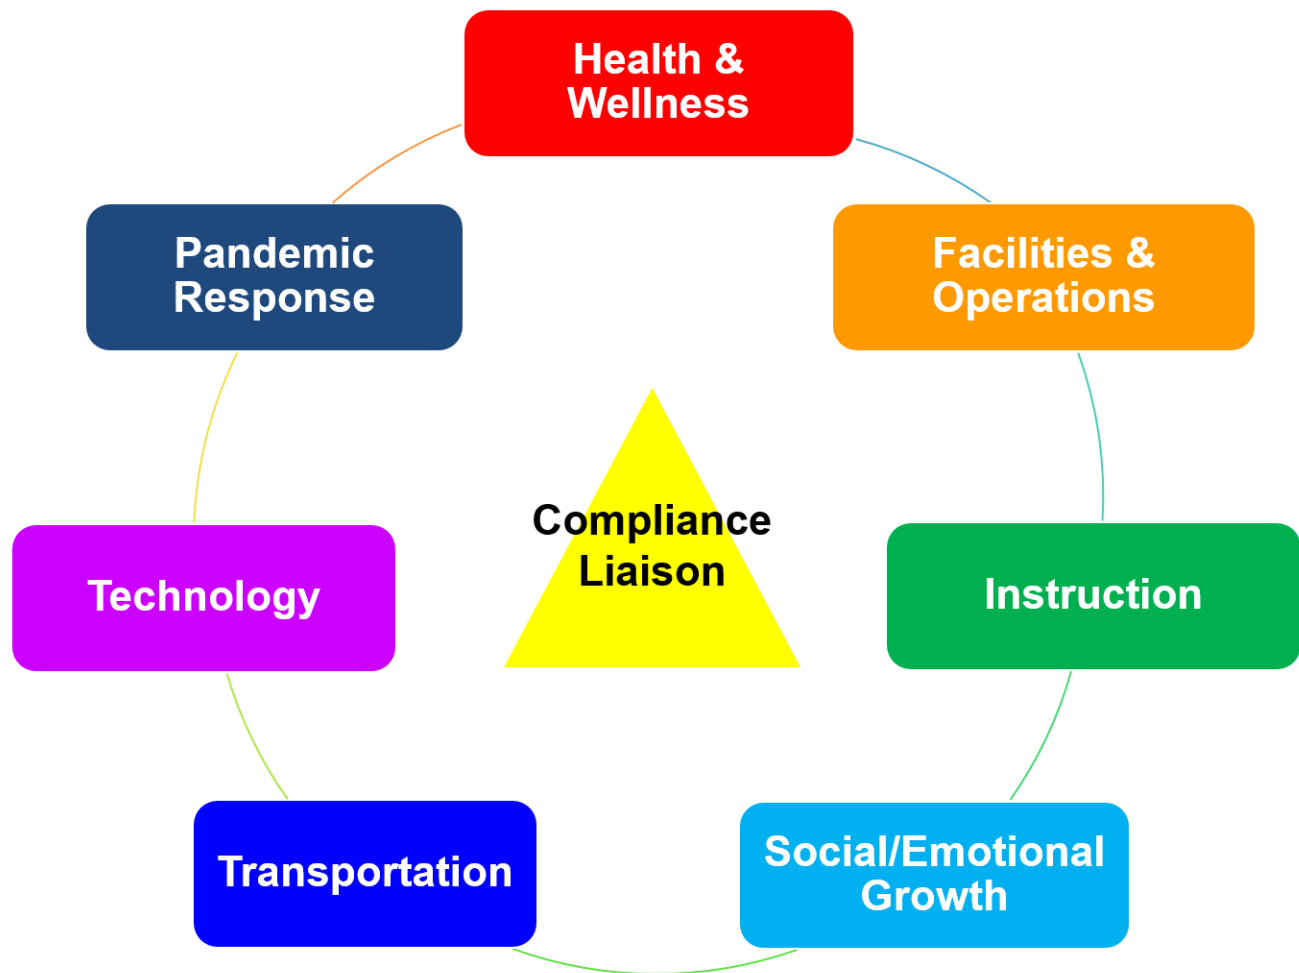 Health &
Wellness
Facilities &
Operations
Instruction
Social/Emotional
Growth
Transportation
Technology
Pandemic
Response
Compliance
Liaison